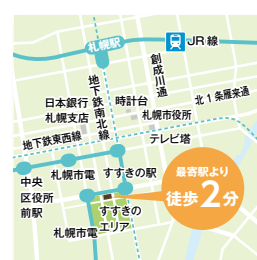 札幌駅
JR線
創成川通
地下鉄南北線
北1条雁来通
日本銀行
札幌支店
時計台
札幌市役所
地下鉄東西線
テレビ塔
札幌市電
すすきの駅
中央
区役所
前駅
最寄駅より
徒歩2分
すすきの
エリア
札幌市電